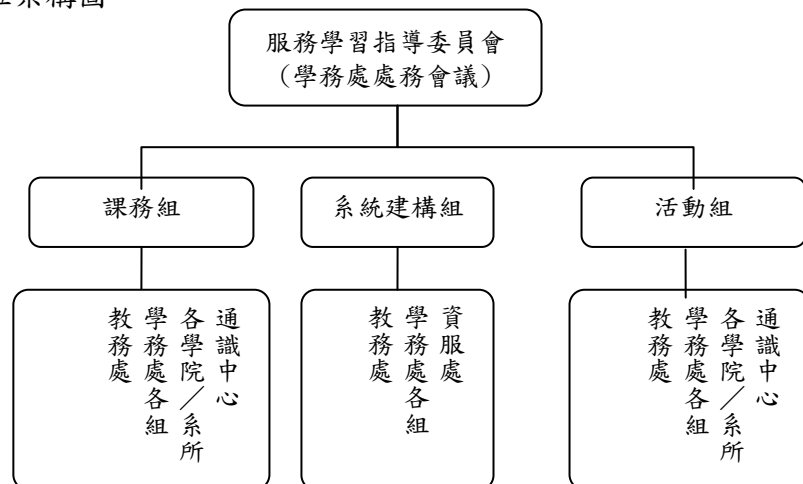 架構圖
服務學習指導委員會
（學務處處務會議）
課務組
系統建構組
活動組
通識中心
各學院／系所
學務處各組
教務處
資服處
學務處各組
教務處
通識中心
各學院／系所
學務處各組
教務處